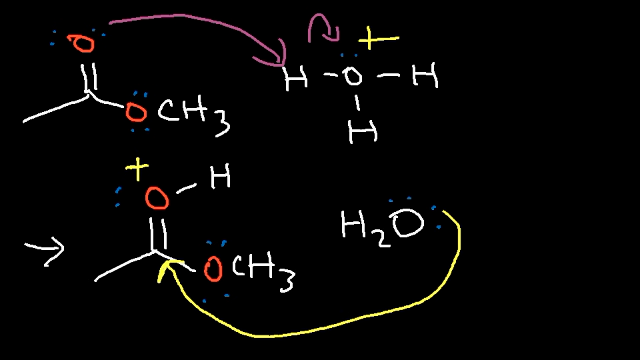 O
H - O - H +
O CH3
H
+
O - H
H2O
→
O CH3